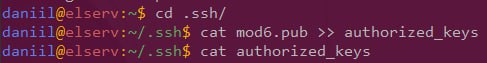 daniil@elserv:~$ cd .ssh/
daniil@elserv:~/.ssh$ cat mod6.pub >> authorized_keys
daniil@elserv:~/.ssh$ cat authorized_keys